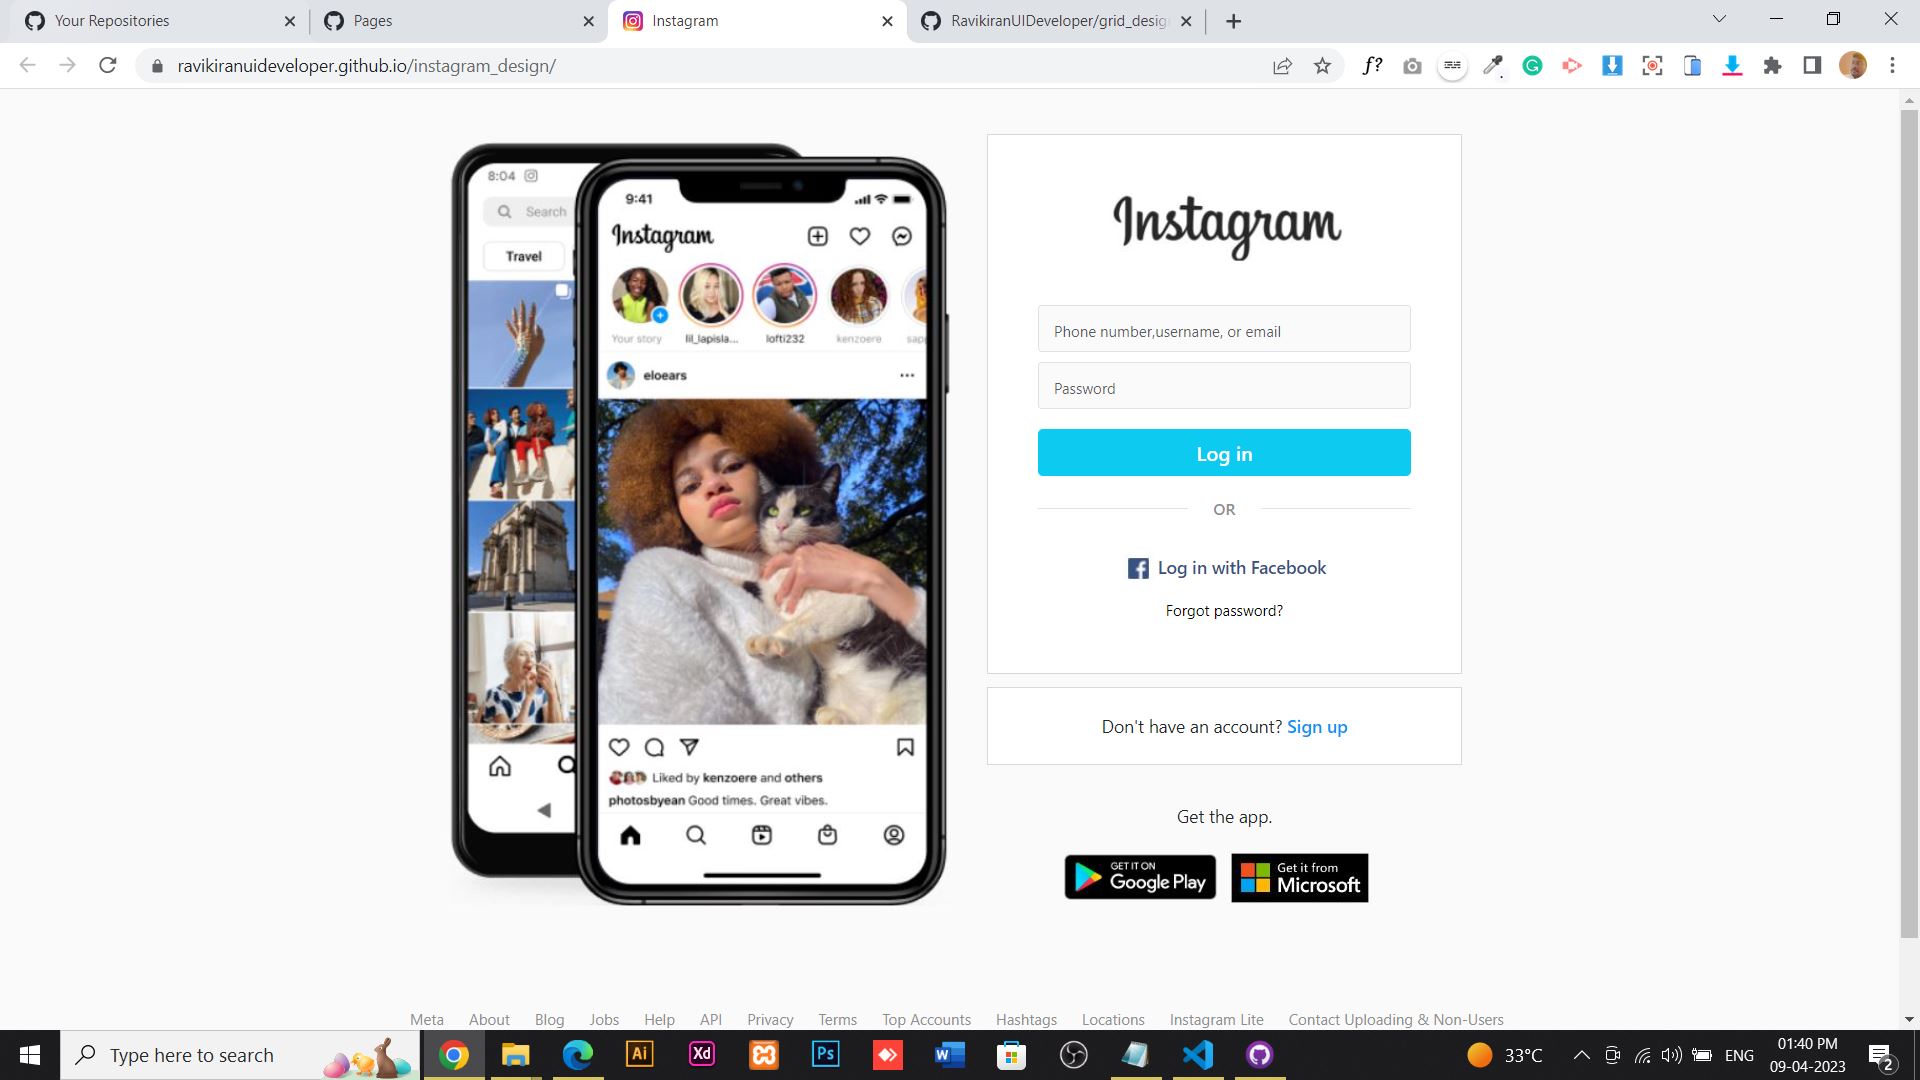 Your Repositories
Pages
Instagram
RavikiranUIDeveloper/grid_desig
ravikiranuideveloper.github.io/instagram_design/
f?
8:04
Search
Travel
9:41
Instagram
Your story
lil_lapisla...
lofti232
kenzoere
sapp
eloears
Liked by kenzoere and others
photosbyean Good times. Great vibes.
Instagram
Phone number,username, or email
Password
Log in
OR
Log in with Facebook
Forgot password?
Don't have an account? Sign up
Get the app.
GET IT ON
Google Play
Get it from
Microsoft
Meta About Blog Jobs Help API Privacy Terms Top Accounts Hashtags Locations Instagram Lite Contact Uploading & Non-Users
Type here to search
Ai
Xd
Ps
W
33°C
ENG
01:40 PM
09-04-2023
2